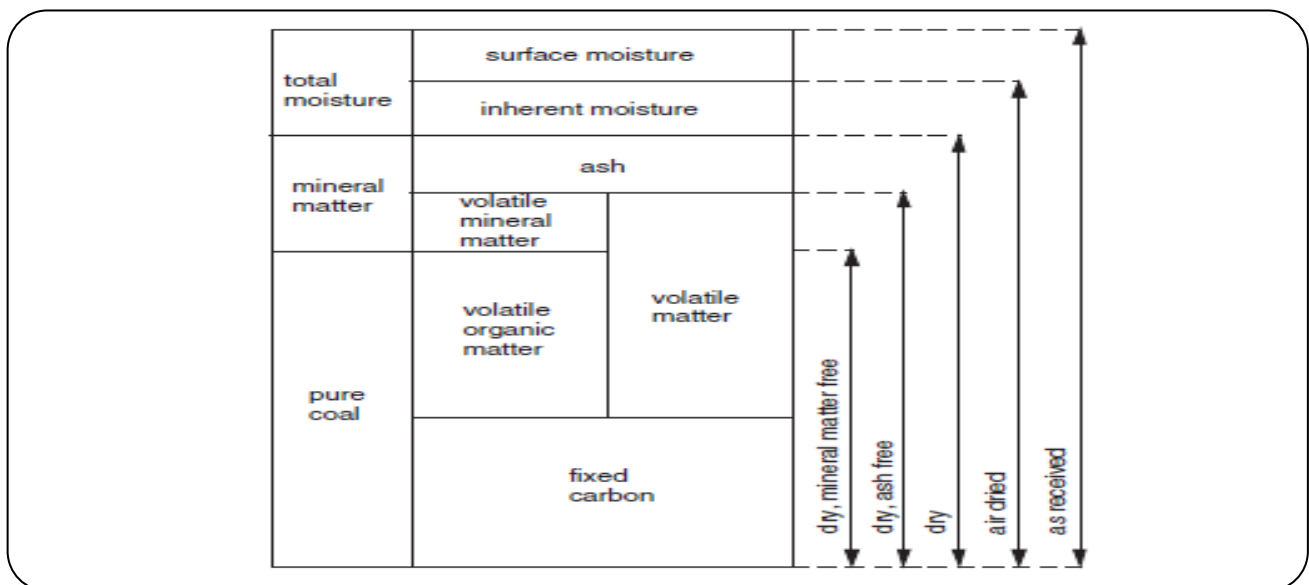 surface moisture
total
moisture
inherent moisture
ash
mineral
matter
volatile
mineral
matter
volatile
matter
volatile
organic
matter
pure
coal
fixed
carbon
dry, mineral matter free
dry, ash free
dry
air dried
as received